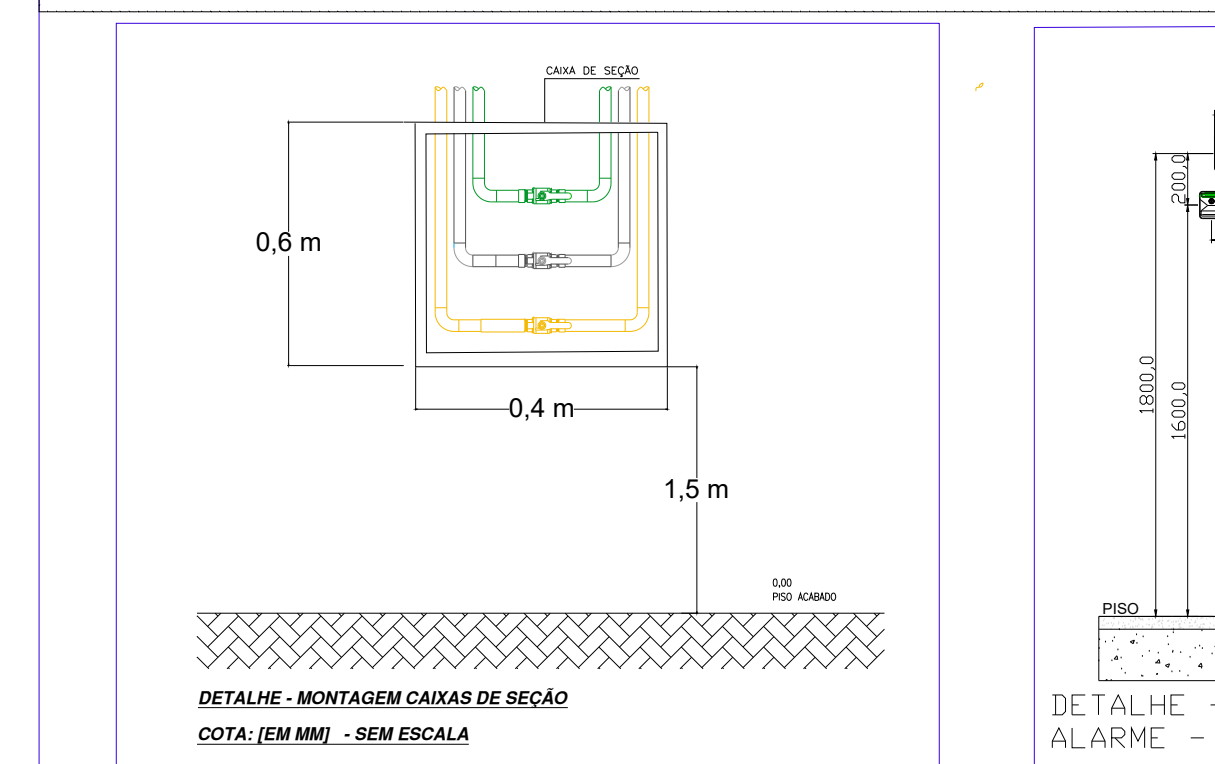 CAIXA DE SEÇÃO
0,6 m
0,4 m
1,5 m
0,00
PISO ACABADO
DETALHE - MONTAGEM CAIXAS DE SEÇÃO
COTA: [EM MM] - SEM ESCALA
200,0
1800,0
1600,0
PISO
DETALHE -
ALARME -